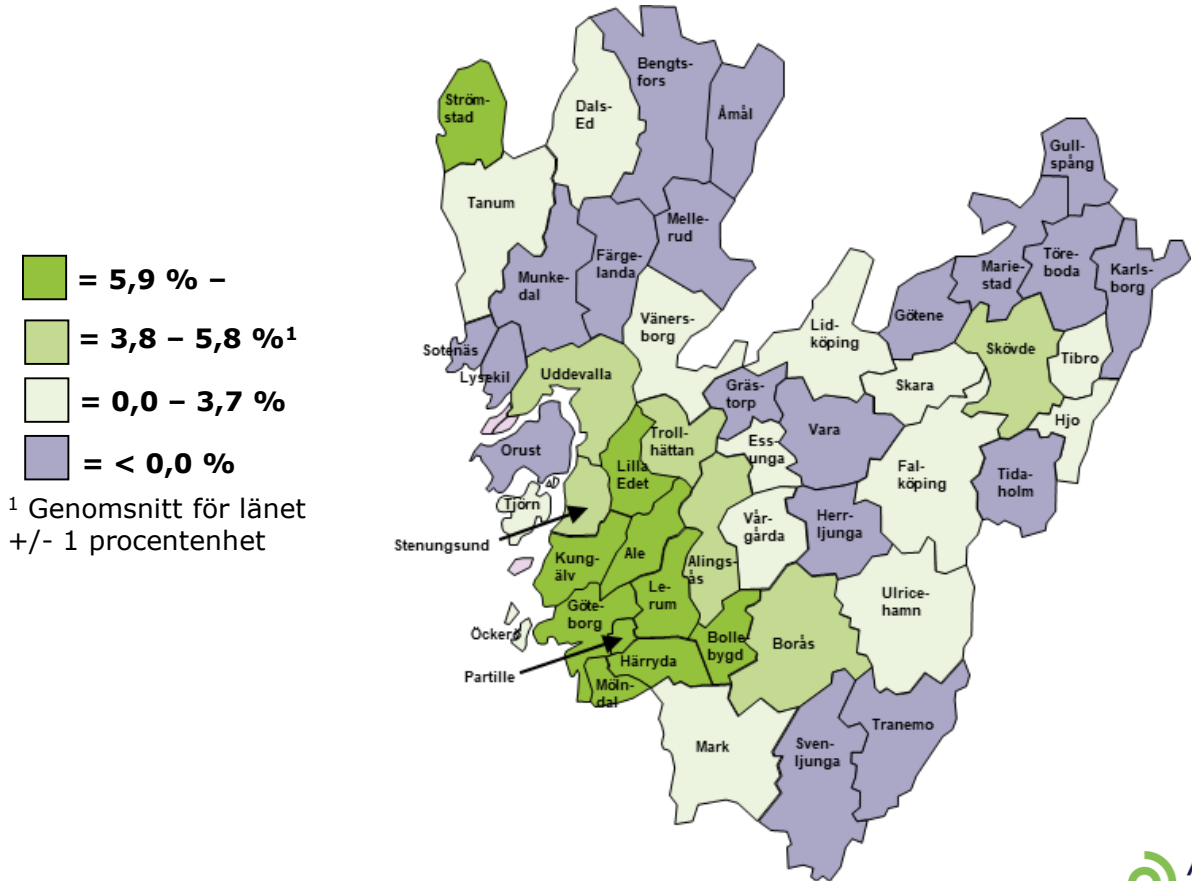 = 5,9 % –
= 3,8 – 5,8 %¹
= 0,0 – 3,7 %
= < 0,0 %
¹ Genomsnitt för länet
+/- 1 procentenhet
Ström-
stad
Dals-
Ed
Bengts-
fors
Åmål
Tanum
Munke-
dal
Färge-
landa
Melle-
rud
Sotenäs
Lysekil
Uddevalla
Väners-
borg
Orust
Tjörn
Stenungsund
Lilla
Edet
Troll-
hättan
Gräs-
torp
Ess-
unga
Vara
Lid-
köping
Götene
Skara
Marie-
stad
Gull-
spång
Töre-
boda
Karls-
borg
Skövde
Tibro
Hjo
Tida-
holm
Fal-
köping
Herr-
ljunga
Vår-
gårda
Alings-
ås
Kung-
älv
Ale
Le-
rum
Göte-
borg
Öckerö
Partille
Härryda
Möln-
dal
Bolle-
bygd
Borås
Ulrice-
hamn
Mark
Sven-
ljunga
Tranemo